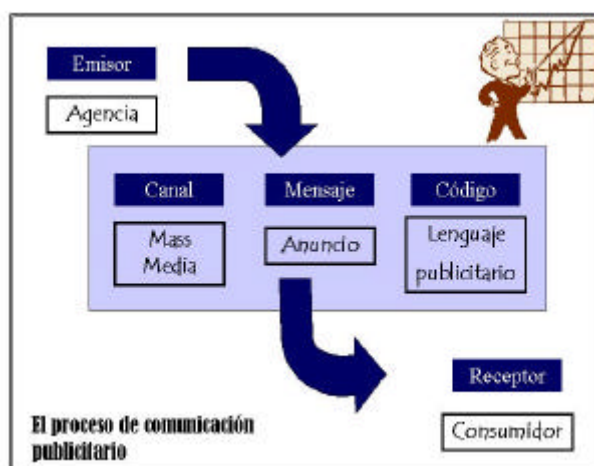 Emisor
Agencia
Canal
Mensaje
Código
Mass
Media
Anuncio
Lenguaje
publicitario
Receptor
Consumidor
El proceso de comunicación
publicitario